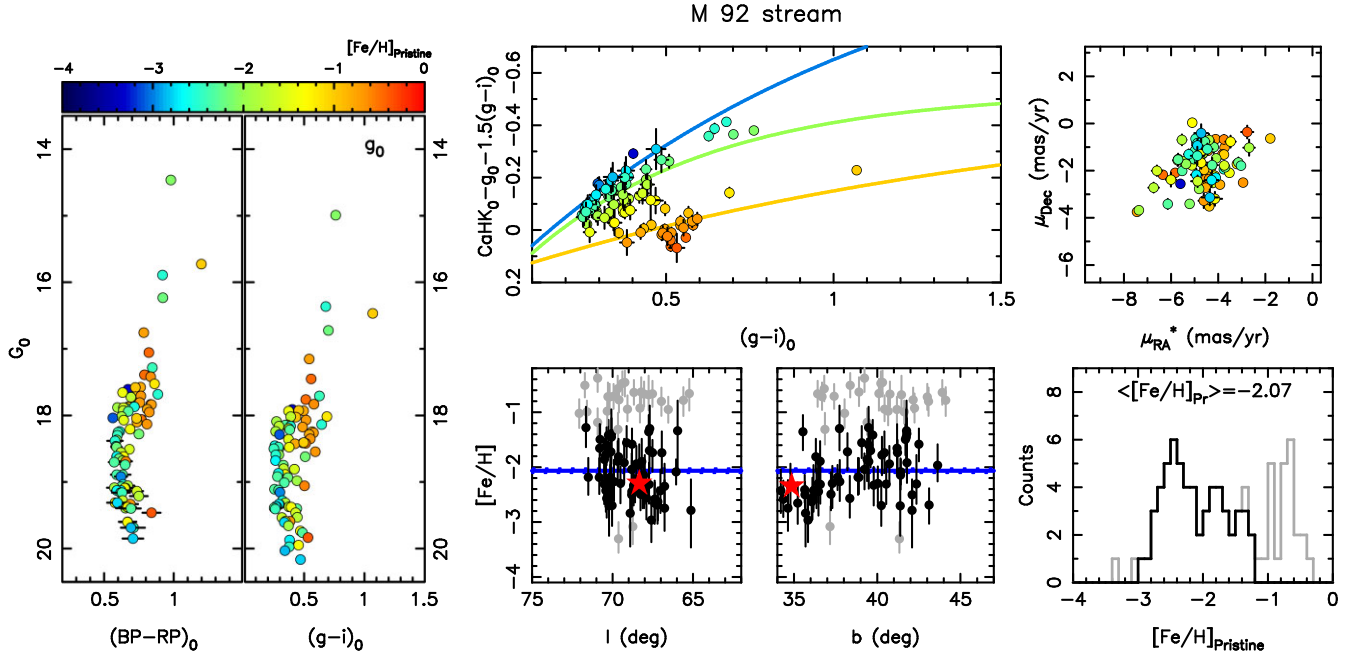 M 92 stream
[Fe/H]Pristine
−4 −3 −2 −1 0
g0
14 16 18 20
G0
14 16 18 20
0.5 1
0.5 1
(BP−RP)0
(g−i)0
CaHK0−g0−1.5(g−i)0
−0.6 −0.4 −0.2 0 0.2
0.5 1 1.5
(g−i)0
μDec (mas/yr)
2 0 −2 −4 −6
−8 −6 −4 −2 0
μRA* (mas/yr)
[Fe/H]
−1 −2 −3 −4
75 70 65
l (deg)
35 40 45
b (deg)
<[Fe/H]Pr>=−2.07
Counts
8 6 4 2 0
−4 −3 −2 −1 0
[Fe/H]Pristine